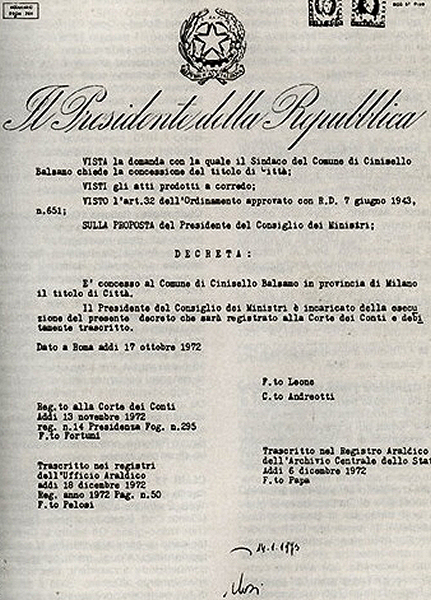 Il Presidente della Repubblica
VISTA la domanda con la quale il Sindaco del Comune di Cinisello
Balsamo chiede la concessione del titolo di Città;
VISTI gli atti prodotti a corredo;
VISTO l'art.32 dell'Ordinamento approvato con R.D. 7 giugno 1943,
n.651;
SULLA PROPOSTA del Presidente del Consiglio dei Ministri;
DECRETA:
E' concesso al Comune di Cinisello Balsamo in provincia di Milano
il titolo di Città.
Il Presidente del Consiglio dei Ministri è incaricato della esecu
zione del presente decreto che sarà registrato alla Corte dei Conti e debi
tamente trascritto.
Dato a Roma addì 17 ottobre 1972
F.to Leone
C.to Andreotti
Reg.to alla Corte dei Conti
Addì 13 novembre 1972
reg. n.14 Presidenza Fog. n.295
F.to Fortuni
Trascritto nel Registro Araldico
dell'Archivio Centrale dello Stat
Addì 6 dicembre 1972
F.to Papa
Trascritto nei registri
dell'Ufficio Araldico
addì 18 dicembre 1972
Reg. anno 1972 Pag. n.50
F.to Pelosi